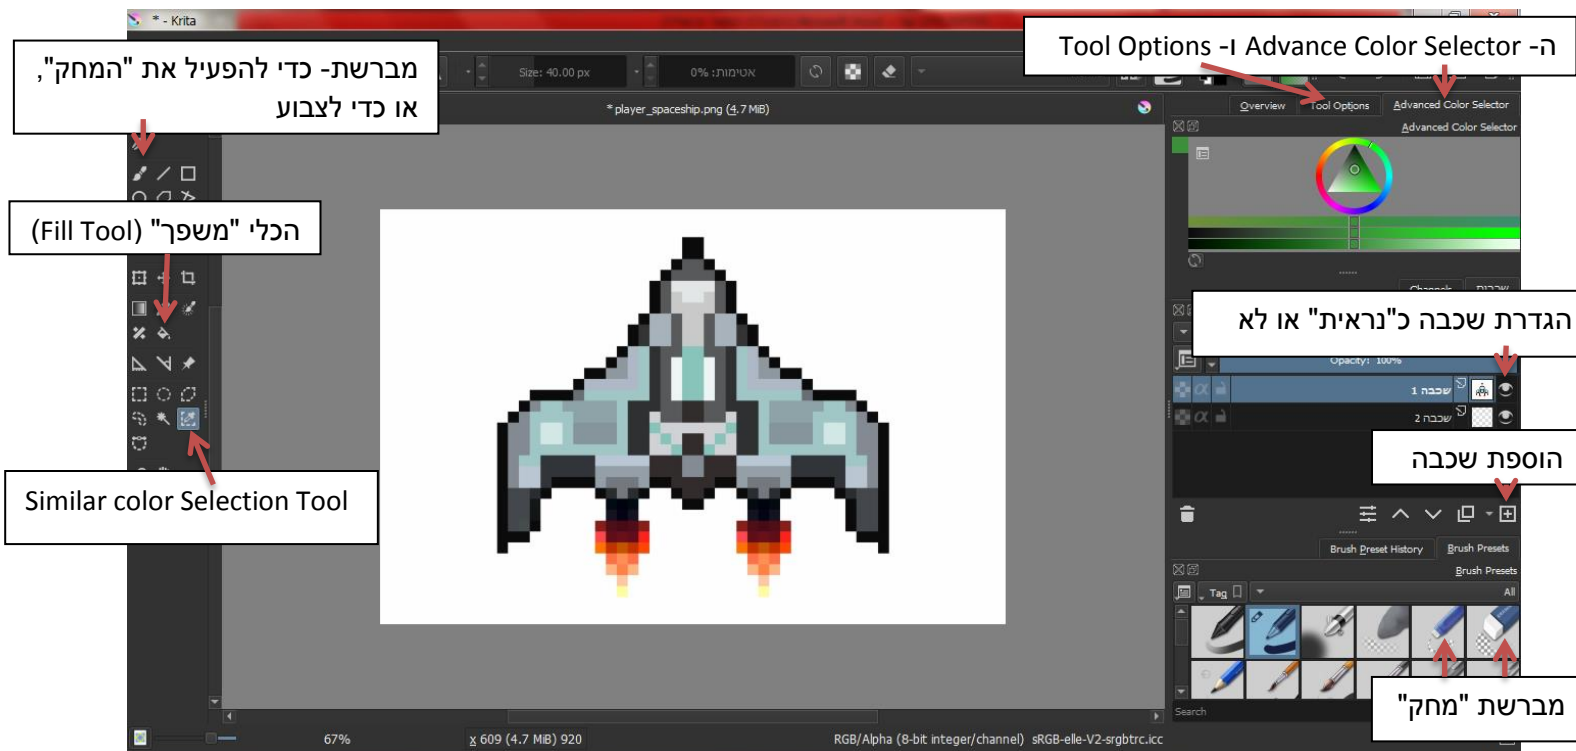 * - Krita
ה- Advance Color Selector ו- Tool Options
מברשת- כדי להפעיל את "המחק",
או כדי לצבוע
Size: 40.00 px
אטימות: 0%
* player_spaceship.png (4.7 MiB)
Overview
Tool Options
Advanced Color Selector
Advanced Color Selector
הכלי "משפך" (Fill Tool)
Channels
שכבות
הגדרת שכבה כ"נראית" או לא
Opacity: 100%
שכבה 1
שכבה 2
הוספת שכבה
Similar color Selection Tool
Brush Preset History
Brush Presets
Brush Presets
Tag
All
מברשת "מחק"
Search
67%
x 609 (4.7 MiB) 920
RGB/Alpha (8-bit integer/channel) sRGB-elle-V2-srgbtrc.icc